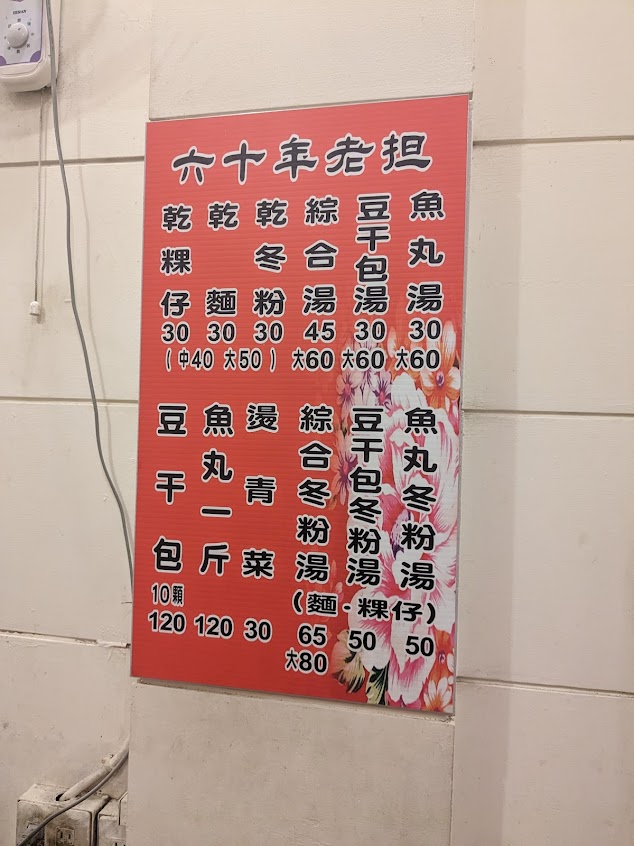 六十年老担
魚丸湯
30
大60
豆干包湯
30
大60
綜合湯
45
大60
乾冬粉
30
乾麵
30
乾粿仔
30
(中40 大50)
魚丸冬粉湯
50
豆干包冬粉湯
50
綜合冬粉湯
(麵-粿仔)
65
大80
燙青菜
30
魚丸一斤
120
豆干包
10顆
120